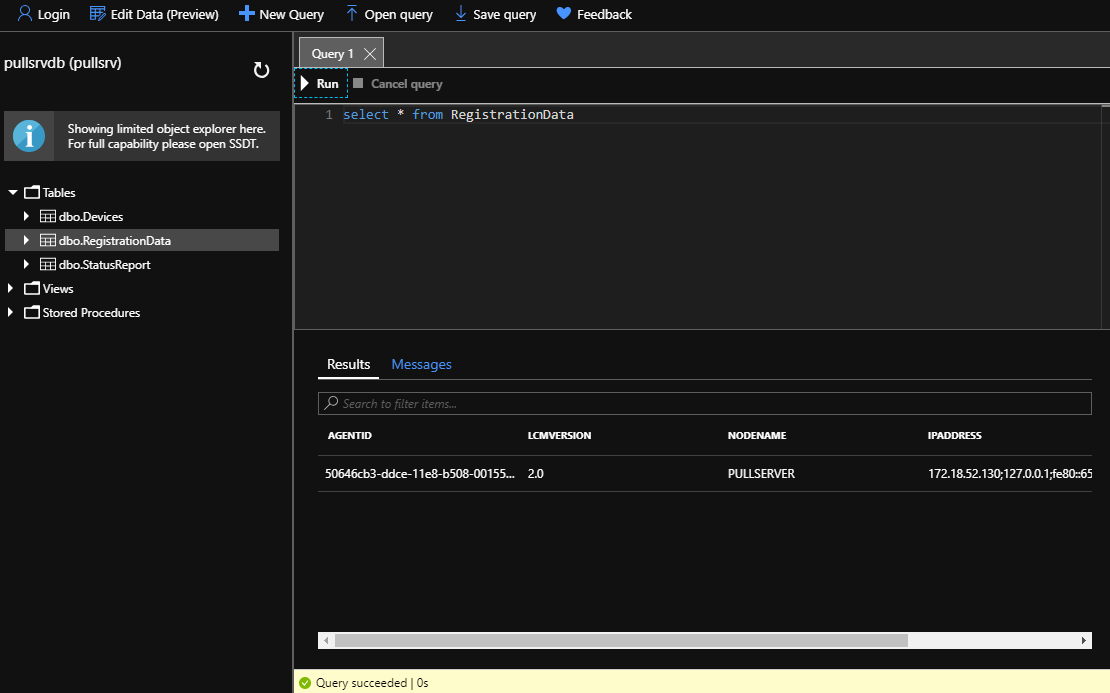 Login Edit Data (Preview) New Query Open query Save query Feedback
pullsrvdb (pullsrv)
Showing limited object explorer here.
For full capability please open SSDT.
Tables
dbo.Devices
dbo.RegistrationData
dbo.StatusReport
Views
Stored Procedures
Query 1
Run Cancel query
1 select * from RegistrationData
Results Messages
Search to filter items...
AGENTID LCMVERSION NODENAME IPADDRESS
50646cb3-ddce-11e8-b508-00155... 2.0 PULLSERVER 172.18.52.130;127.0.0.1;fe80::65
Query succeeded | 0s